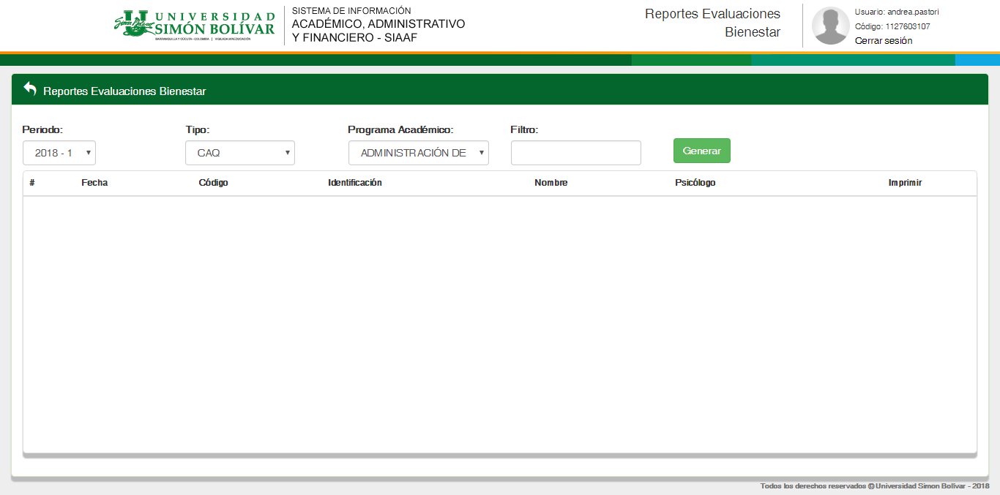 UNIVERSIDAD
SIMÓN BOLÍVAR
BARRANQUILLA Y CÚCUTA - COLOMBIA | VIGILADA MINEDUCACIÓN
SISTEMA DE INFORMACIÓN
ACADÉMICO, ADMINISTRATIVO
Y FINANCIERO - SIAAF
Reportes Evaluaciones
Bienestar
Usuario: andrea.pastori
Código: 1127603107
Cerrar sesión
Reportes Evaluaciones Bienestar
Periodo: Tipo: Programa Académico: Filtro:
2018 - 1 CAQ ADMINISTRACIÓN DE Generar
# Fecha Código Identificación Nombre Psicólogo Imprimir
Todos los derechos reservados © Universidad Simon Bolívar - 2018